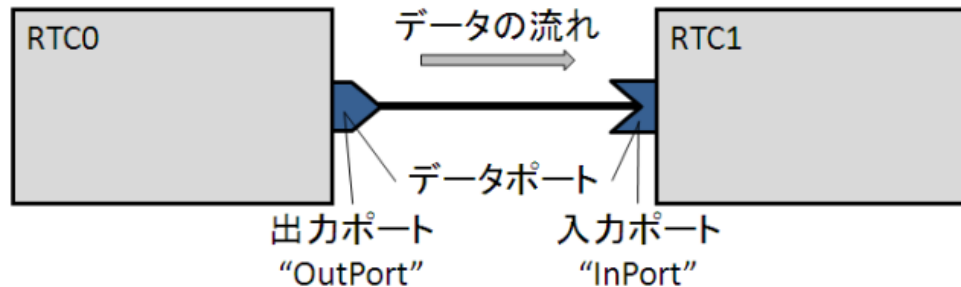 データの流れ
RTC0
RTC1
データポート
出力ポート
“OutPort”
入力ポート
“InPort”